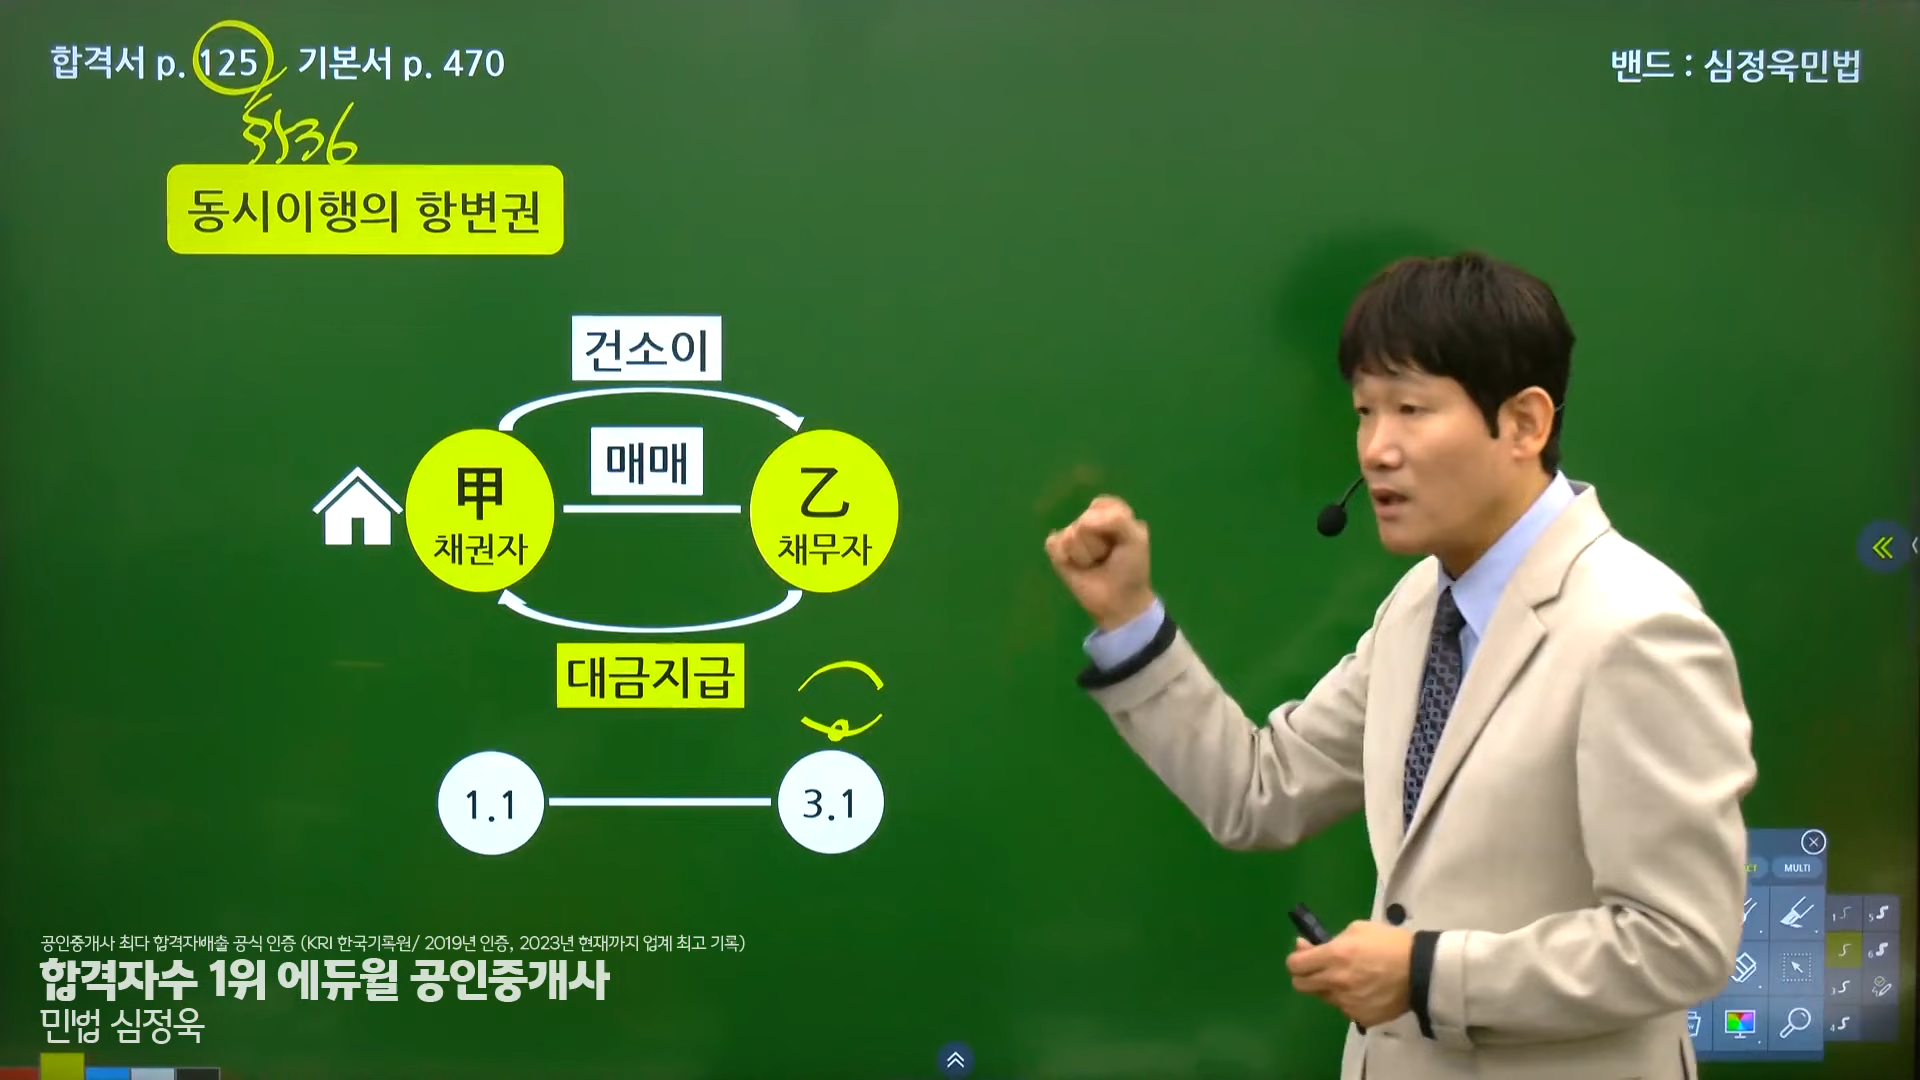 합격서 p. 125 기본서 p. 470
밴드 : 심정욱민법
36
동시이행의 항변권
건소이
매매
甲
채권자
乙
채무자
대금지급
1.1
3.1
MULTI
공인중개사 최다 합격자배출 공식 인증 (KRI 한국기록원/ 2019년 인증, 2023년 현재까지 업계 최고 기록)
합격자수 1위 에듀윌 공인중개사
민법 심정욱